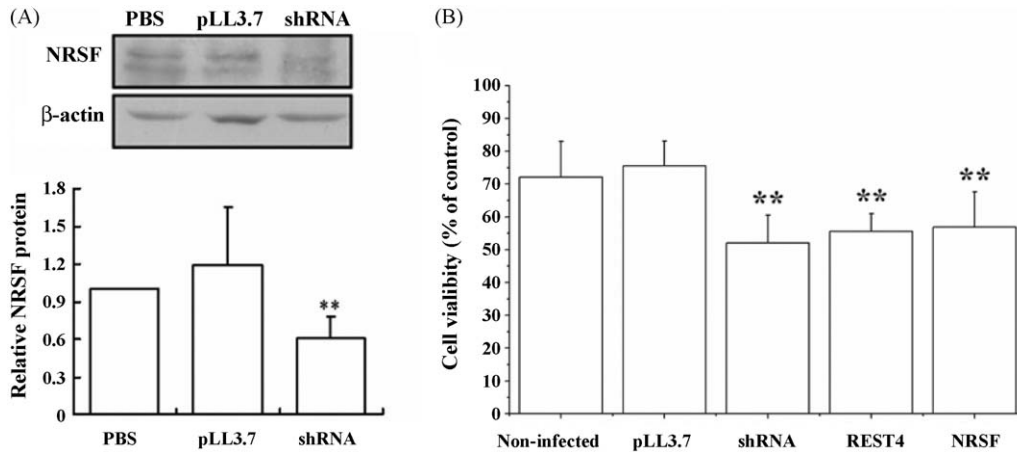 (A)
PBS pLL3.7 shRNA
NRSF
β-actin
Relative NRSF protein
1.8
1.5
1.2
0.9
0.6
0.3
0
**
PBS pLL3.7 shRNA
(B)
Cell vialibity (% of control)
100
90
80
70
60
50
40
30
20
10
0
** ** **
Non-infected pLL3.7 shRNA REST4 NRSF